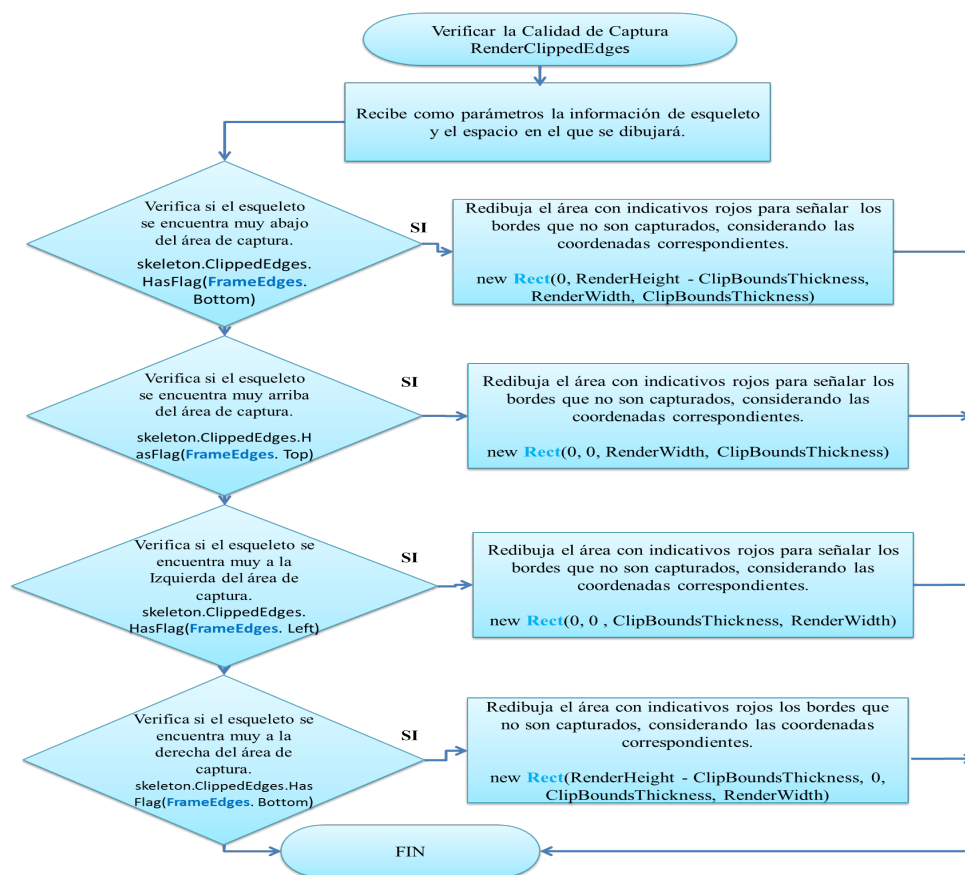 Verificar la Calidad de Captura
RenderClippedEdges
Recibe como parámetros la información de esqueleto
y el espacio en el que se dibujará.
Verifica si el esqueleto
se encuentra muy abajo
del área de captura.
skeleton.ClippedEdges.
HasFlag(FrameEdges.
Bottom)
SI
Redibuja el área con indicativos rojos para señalar los
bordes que no son capturados, considerando las
coordenadas correspondientes.
new Rect(0, RenderHeight - ClipBoundsThickness,
RenderWidth, ClipBoundsThickness)
Verifica si el esqueleto
se encuentra muy arriba
del área de captura.
skeleton.ClippedEdges.H
asFlag(FrameEdges. Top)
SI
Redibuja el área con indicativos rojos para señalar los
bordes que no son capturados, considerando las
coordenadas correspondientes.
new Rect(0, 0, RenderWidth, ClipBoundsThickness)
Verifica si el esqueleto se
encuentra muy a la
Izquierda del área de
captura.
skeleton.ClippedEdges.
HasFlag(FrameEdges. Left)
SI
Redibuja el área con indicativos rojos para señalar los
bordes que no son capturados, considerando las
coordenadas correspondientes.
new Rect(0, 0 , ClipBoundsThickness, RenderWidth)
Verifica si el esqueleto se
encuentra muy a la
derecha del área de
captura.
skeleton.ClippedEdges.Has
Flag(FrameEdges. Bottom)
SI
Redibuja el área con indicativos rojos los bordes que
no son capturados, considerando las coordenadas
correspondientes.
new Rect(RenderHeight - ClipBoundsThickness, 0,
ClipBoundsThickness, RenderWidth)
FIN